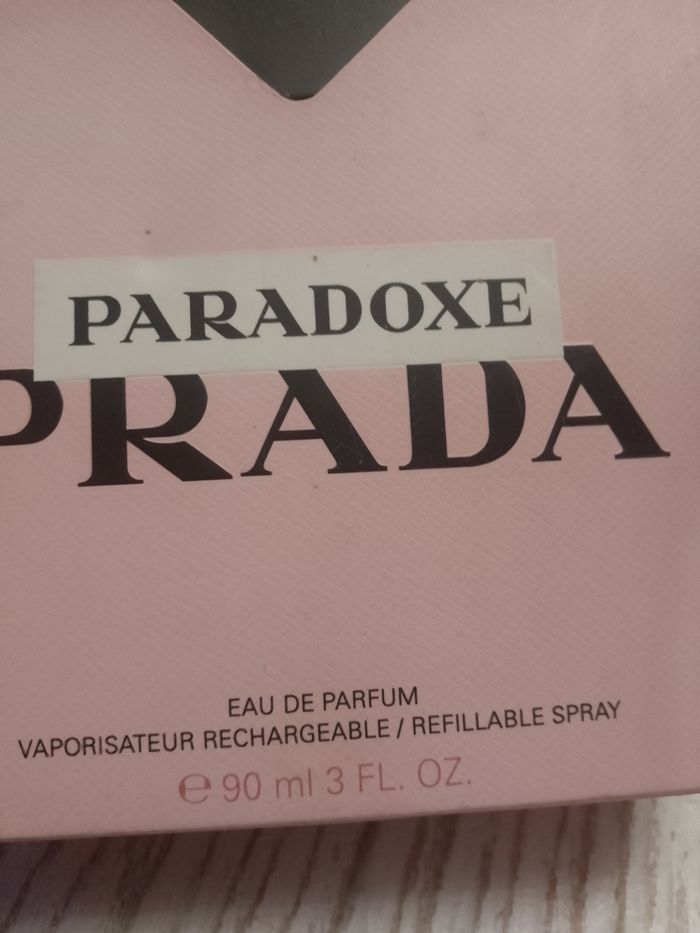 PARADOXE
PRADA
EAU DE PARFUM
VAPORISATEUR RECHARGEABLE / REFILLABLE SPRAY
℮ 90 ml 3 FL. OZ.